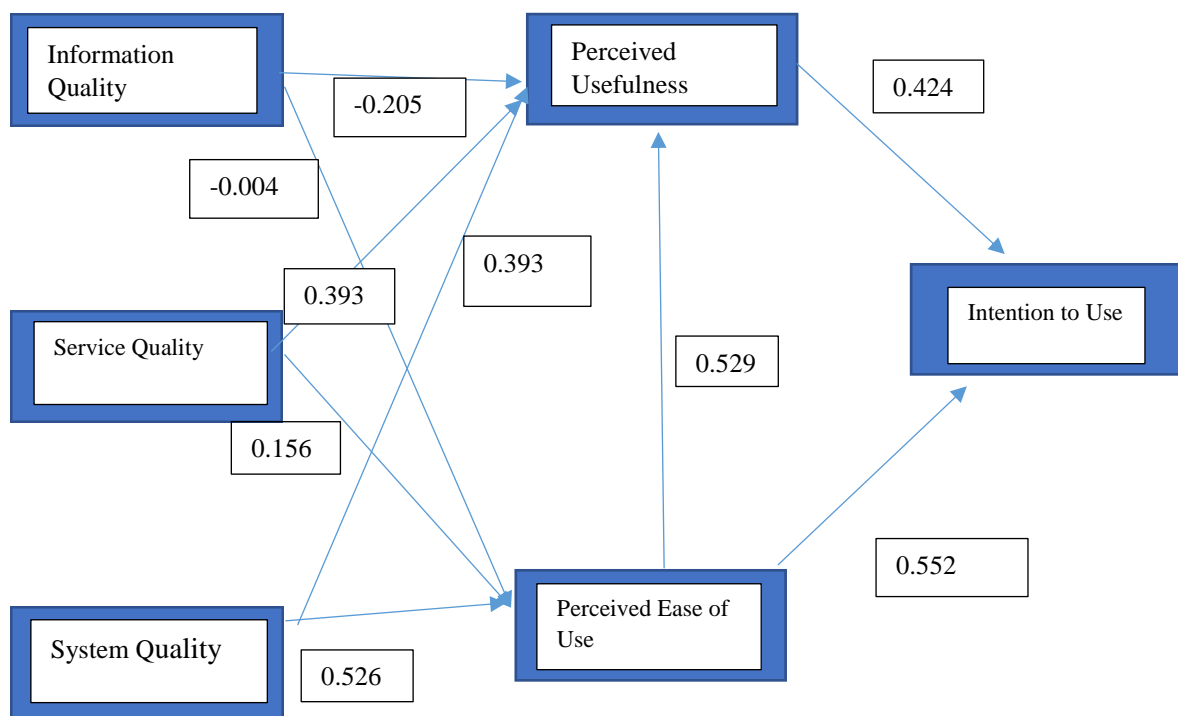 Information
Quality
Perceived
Usefulness
0.424
-0.205
-0.004
0.393
0.393
Intention to Use
Service Quality
0.529
0.156
0.552
Perceived Ease of
Use
System Quality
0.526